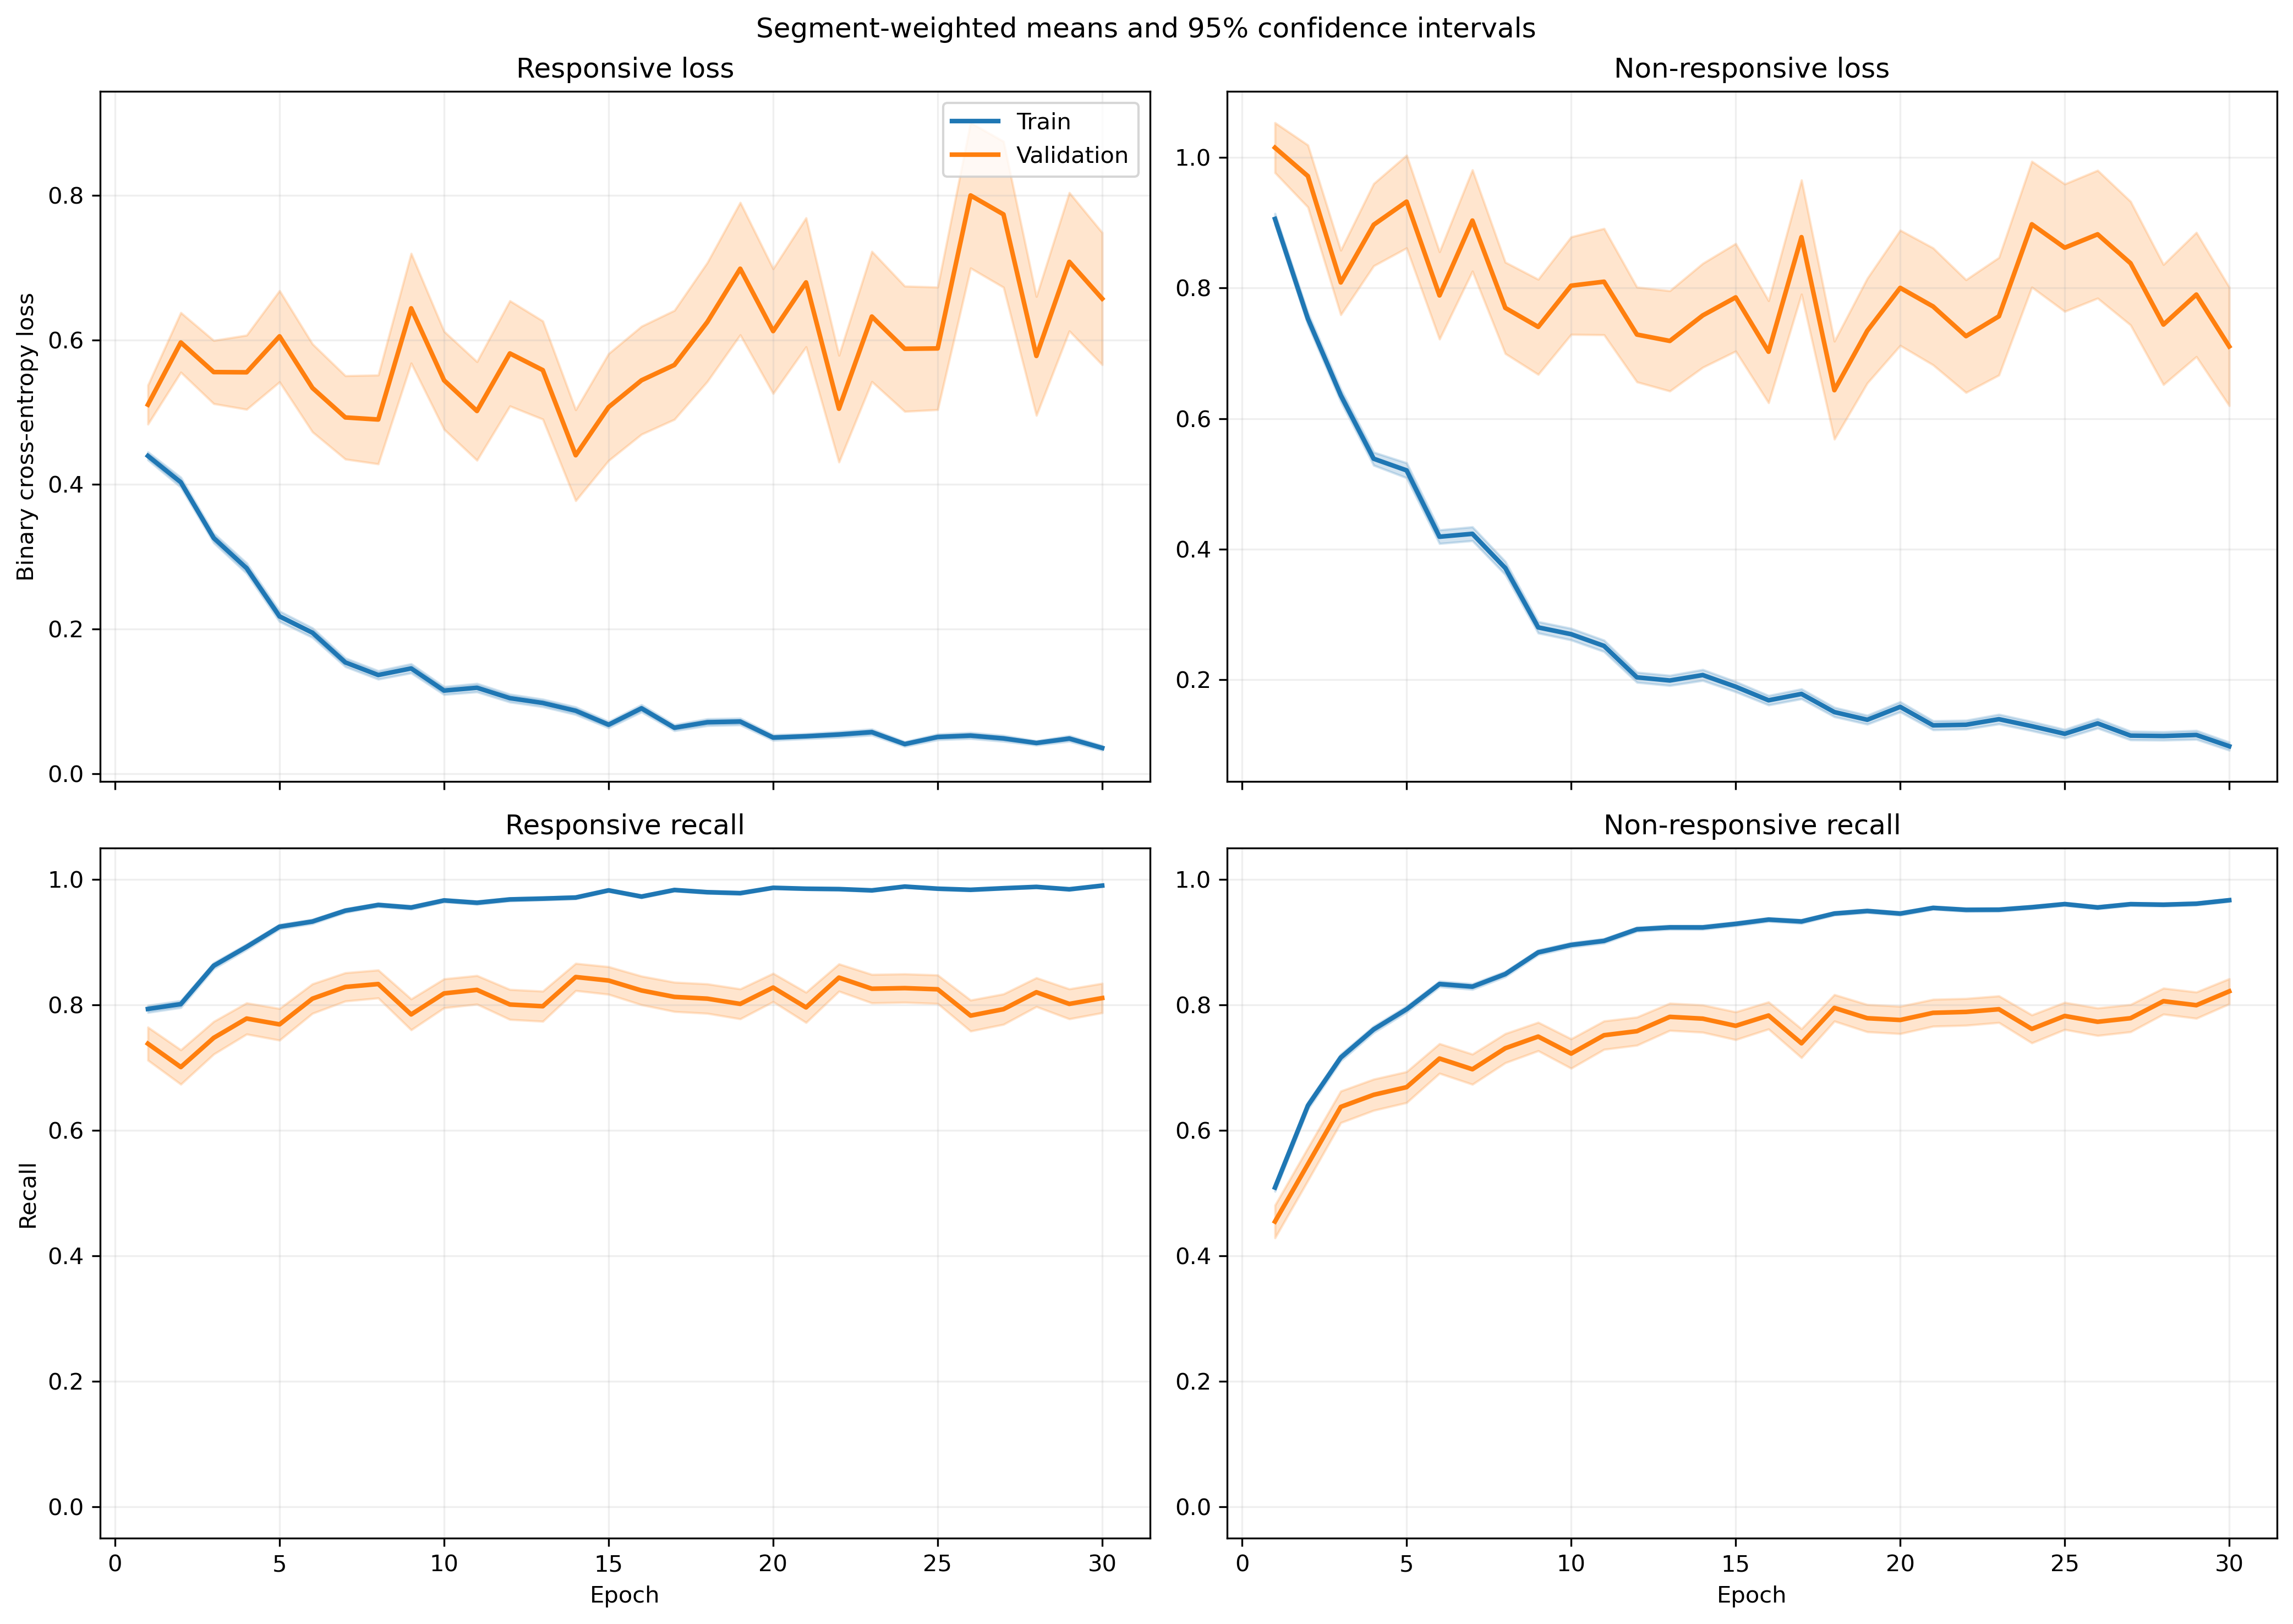 Segment-weighted means and 95% confidence intervals
Responsive loss
Non-responsive loss
Train
Validation
Binary cross-entropy loss
0.8
0.6
0.4
0.2
0.0
1.0
0.8
0.6
0.4
0.2
Responsive recall
Non-responsive recall
Recall
1.0
0.8
0.6
0.4
0.2
0.0
0 5 10 15 20 25 30
Epoch
1.0
0.8
0.6
0.4
0.2
0.0
0 5 10 15 20 25 30
Epoch